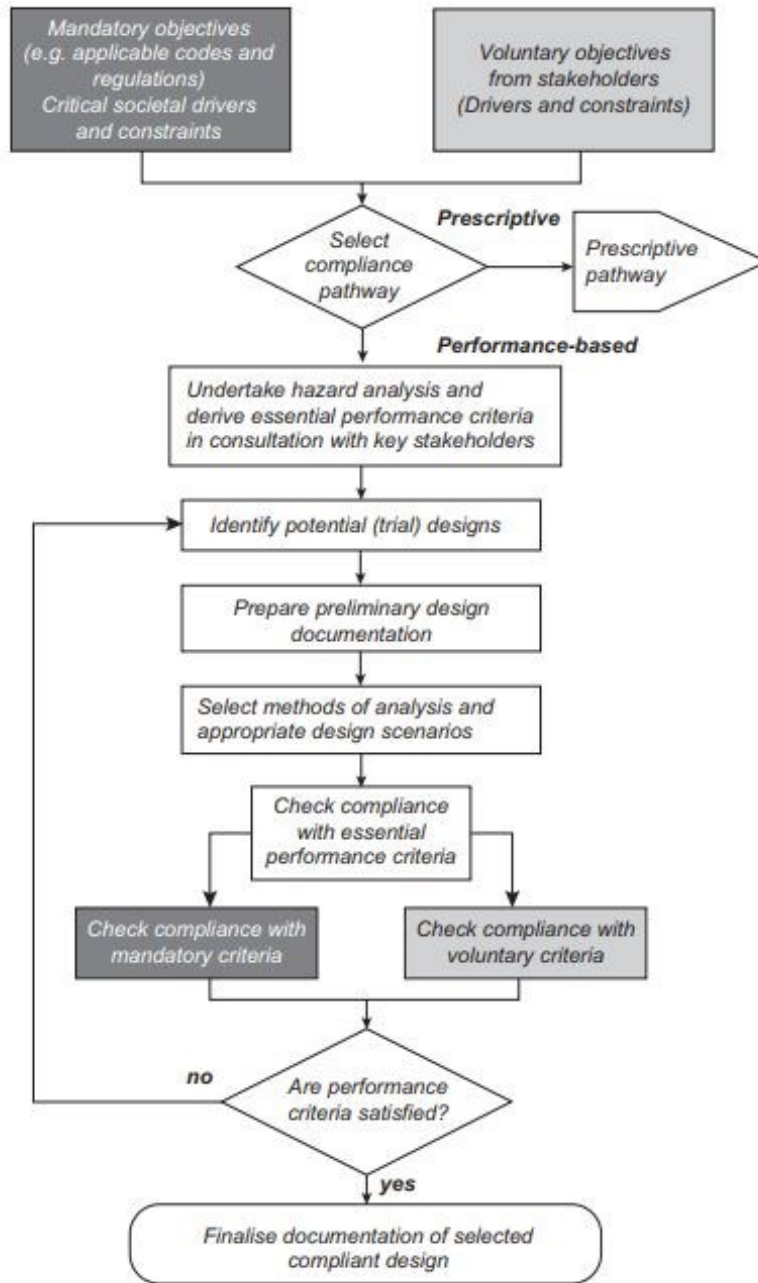 Mandatory objectives
(e.g. applicable codes and
regulations)
Critical societal drivers
and constraints
Voluntary objectives
from stakeholders
(Drivers and constraints)
Select
compliance
pathway
Prescriptive
Prescriptive
pathway
Performance-based
Undertake hazard analysis and
derive essential performance criteria
in consultation with key stakeholders
Identify potential (trial) designs
Prepare preliminary design
documentation
Select methods of analysis and
appropriate design scenarios
Check compliance
with essential
performance criteria
Check compliance with
mandatory criteria
Check compliance with
voluntary criteria
no
Are performance
criteria satisfied?
yes
Finalise documentation of selected
compliant design